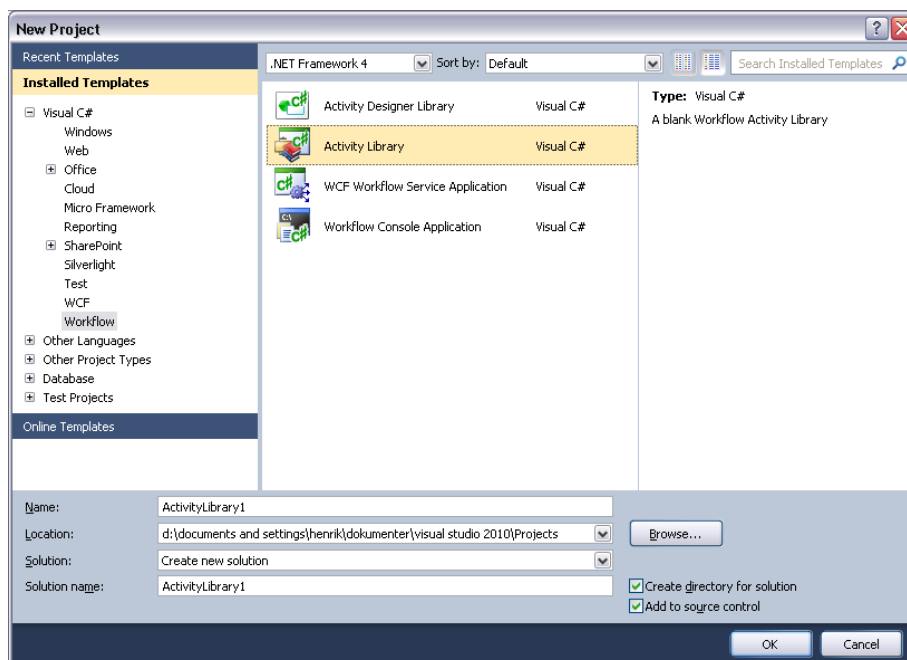 New Project
Recent Templates
Installed Templates
Visual C#
Windows
Web
Office
Cloud
Micro Framework
Reporting
SharePoint
Silverlight
Test
WCF
Workflow
Other Languages
Other Project Types
Database
Test Projects
Online Templates
.NET Framework 4 Sort by: Default Search Installed Templates
Activity Designer Library Visual C#
Activity Library Visual C#
WCF Workflow Service Application Visual C#
Workflow Console Application Visual C#
Type: Visual C#
A blank Workflow Activity Library
Name: ActivityLibrary1
Location: d:\documents and settings\henrik\dokumenter\visual studio 2010\Projects Browse...
Solution: Create new solution
Solution name: ActivityLibrary1
Create directory for solution
Add to source control
OK Cancel